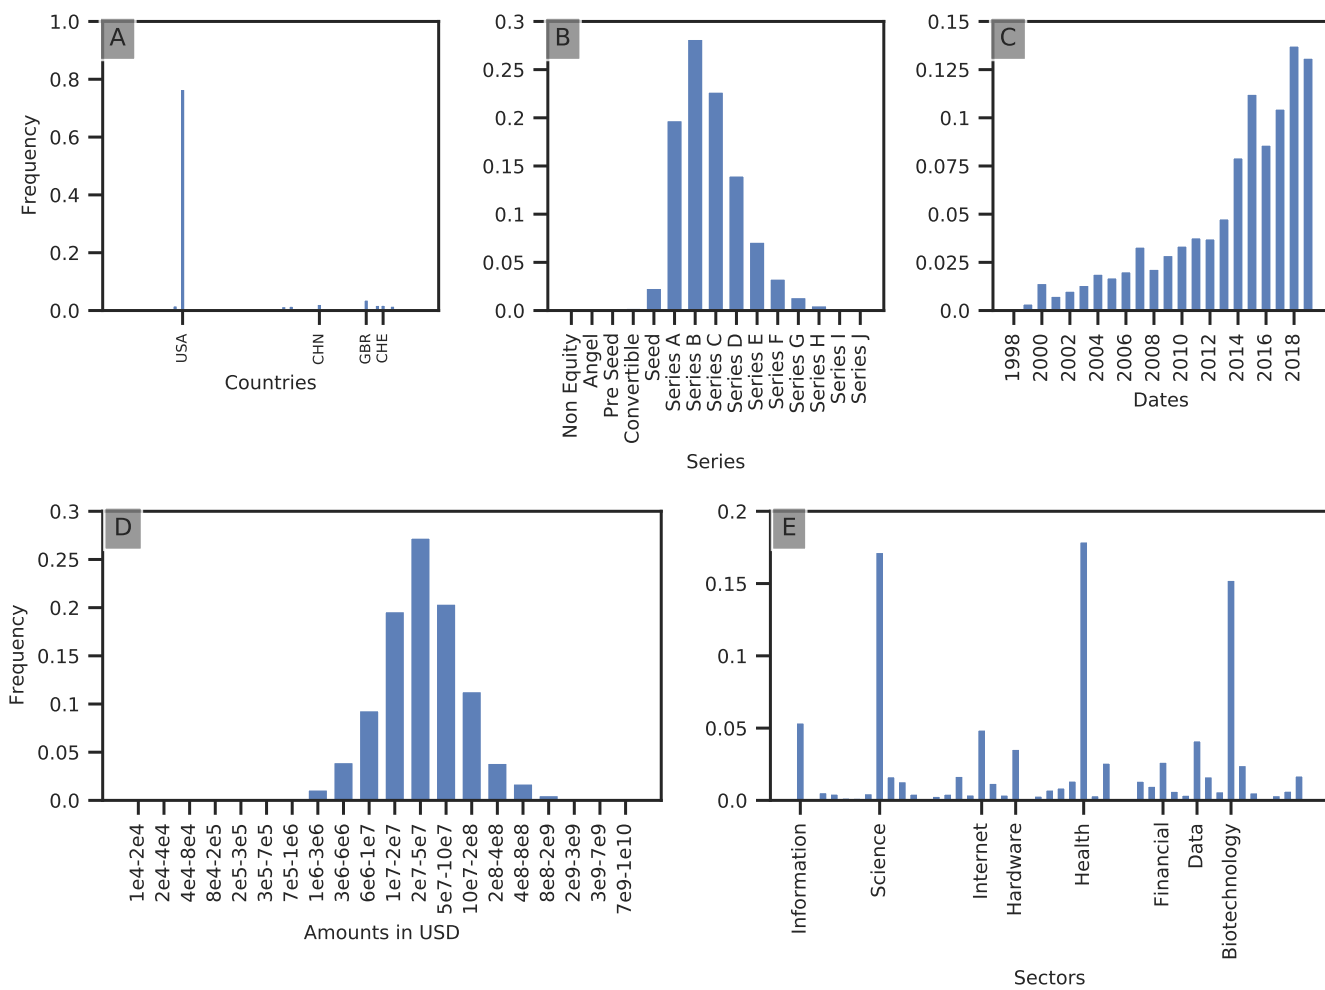 A
1.0
0.8
0.6
0.4
0.2
0.0
Frequency
USA
CHN
GBR
CHE
Countries
B
0.3
0.25
0.2
0.15
0.1
0.05
0.0
Non Equity
Angel
Pre Seed
Convertible
Seed
Series A
Series B
Series C
Series D
Series E
Series F
Series G
Series H
Series I
Series J
Series
C
0.15
0.125
0.1
0.075
0.05
0.025
0.0
1998
2000
2002
2004
2006
2008
2010
2012
2014
2016
2018
Dates
D
0.3
0.25
0.2
0.15
0.1
0.05
0.0
Frequency
1e4-2e4
2e4-4e4
4e4-8e4
8e4-2e5
2e5-3e5
3e5-7e5
7e5-1e6
1e6-3e6
3e6-6e6
6e6-1e7
1e7-2e7
2e7-5e7
5e7-10e7
10e7-2e8
2e8-4e8
4e8-8e8
8e8-2e9
2e9-3e9
3e9-7e9
7e9-1e10
Amounts in USD
E
0.2
0.15
0.1
0.05
0.0
Information
Science
Internet
Hardware
Health
Financial
Data
Biotechnology
Sectors